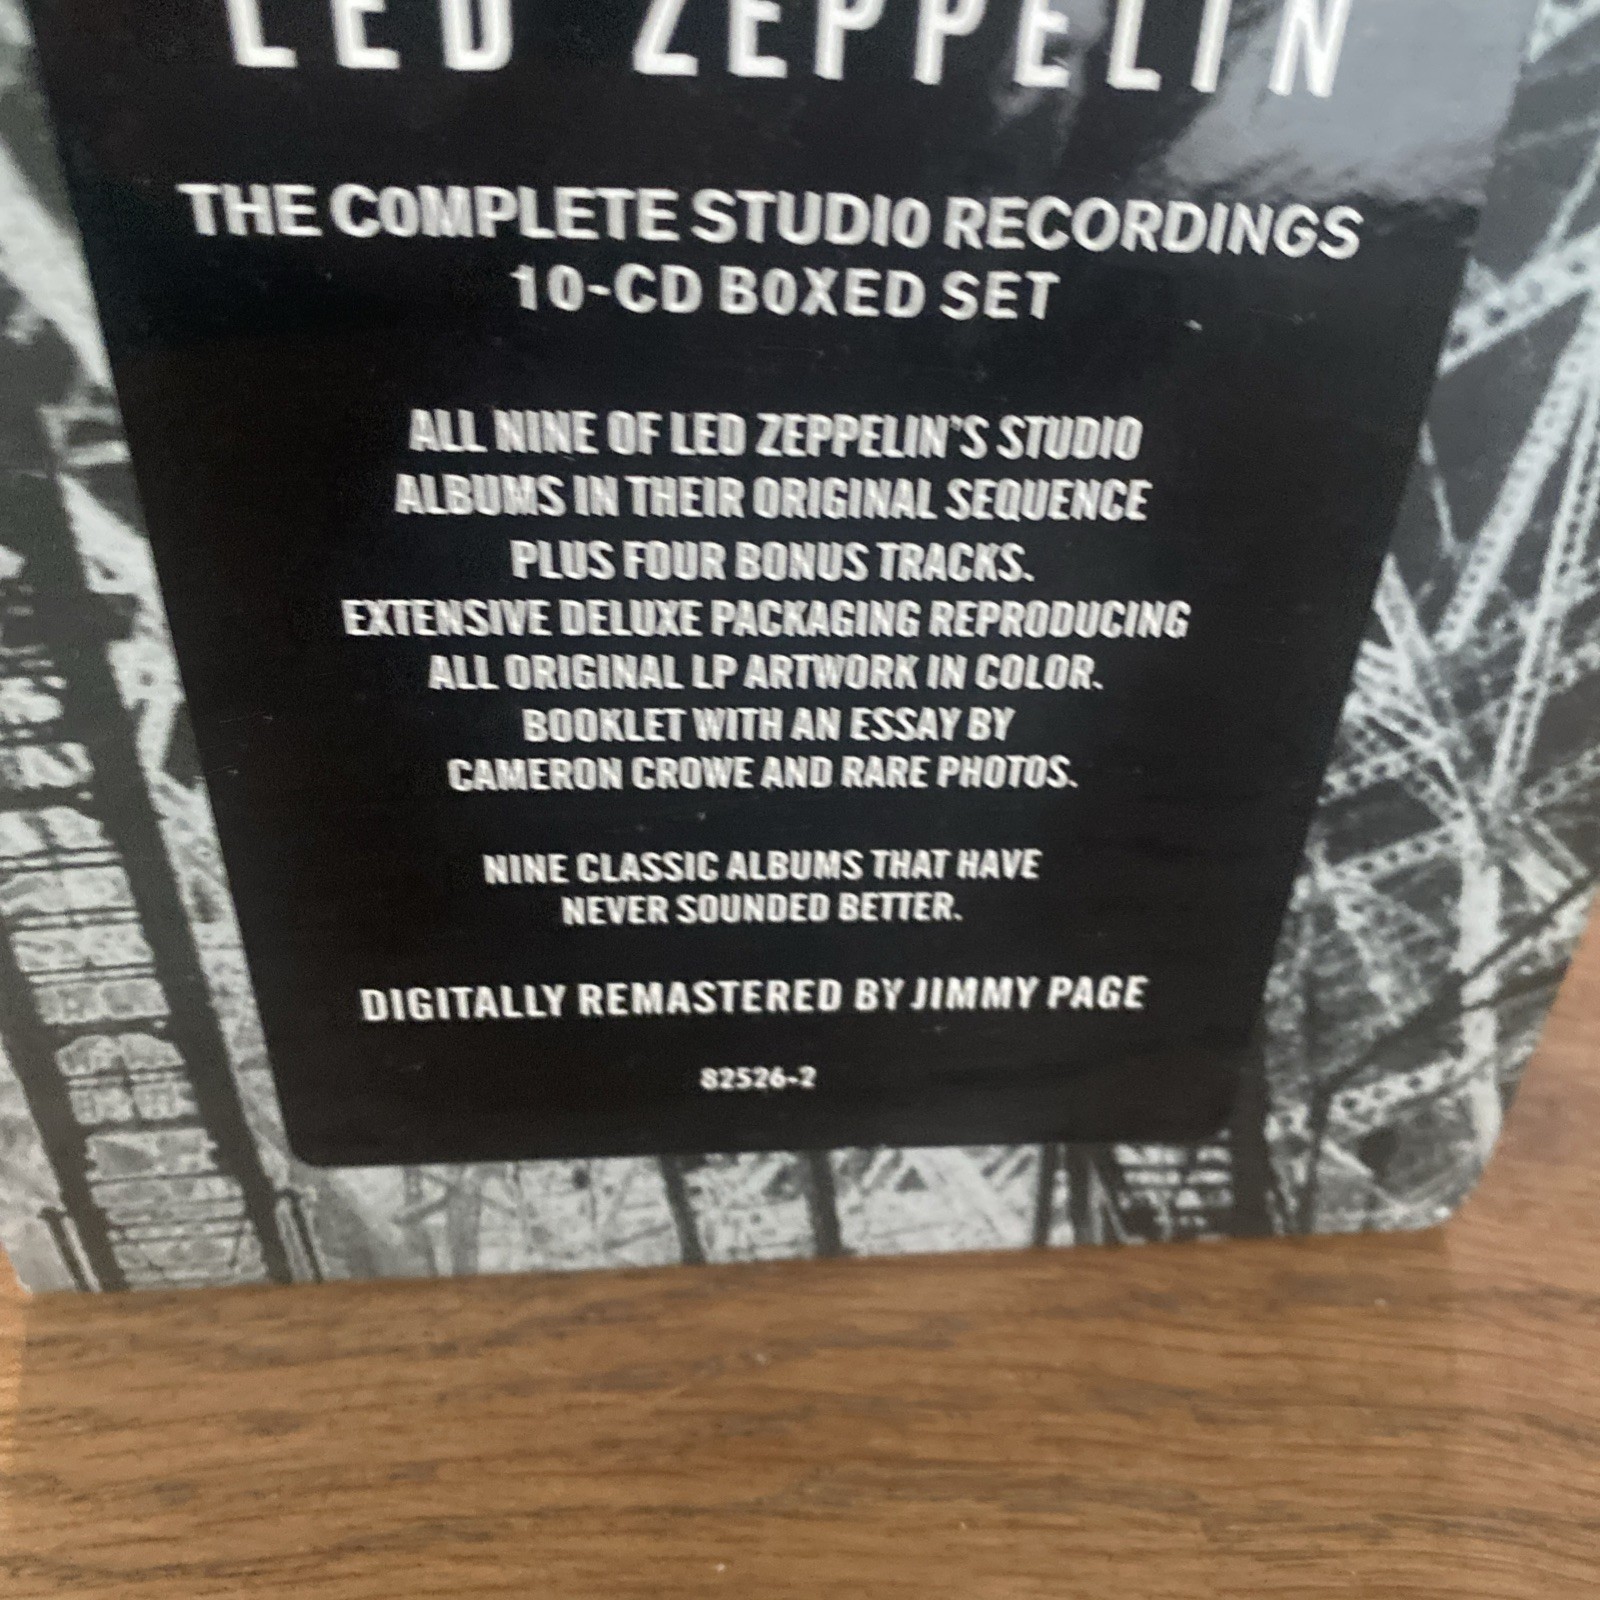 LED ZEPPELIN
THE COMPLETE STUDIO RECORDINGS
10-CD BOXED SET
ALL NINE OF LED ZEPPELIN'S STUDIO
ALBUMS IN THEIR ORIGINAL SEQUENCE
PLUS FOUR BONUS TRACKS.
EXTENSIVE DELUXE PACKAGING REPRODUCING
ALL ORIGINAL LP ARTWORK IN COLOR.
BOOKLET WITH AN ESSAY BY
CAMERON CROWE AND RARE PHOTOS.
NINE CLASSIC ALBUMS THAT HAVE
NEVER SOUNDED BETTER.
DIGITALLY REMASTERED BY JIMMY PAGE
82526-2